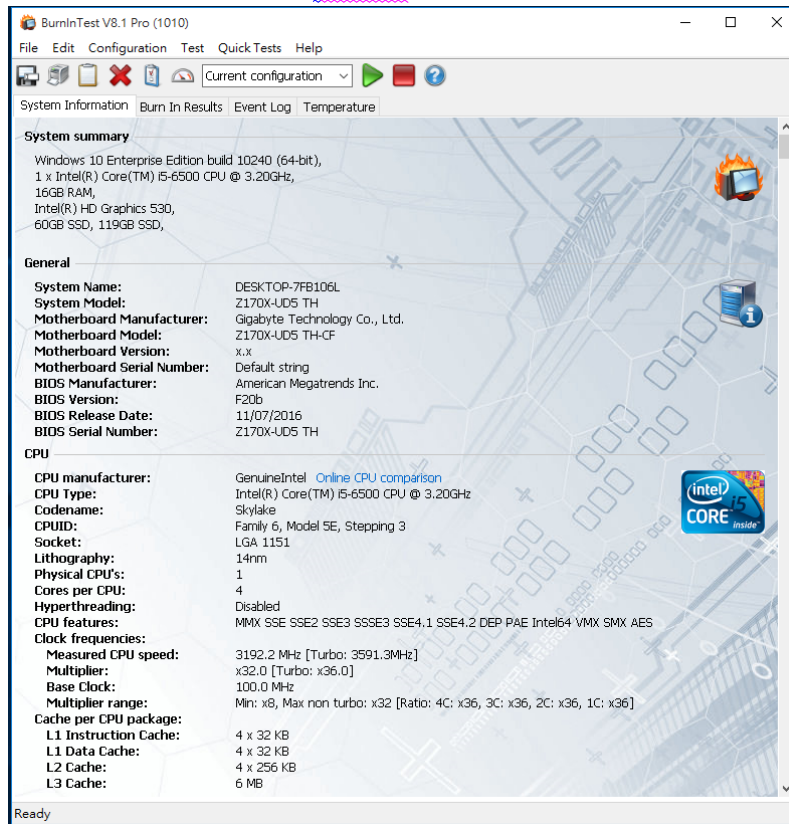 BurnInTest V8.1 Pro (1010)
File Edit Configuration Test Quick Tests Help
Current configuration
System Information Burn In Results Event Log Temperature
System summary
Windows 10 Enterprise Edition build 10240 (64-bit),
1 x Intel(R) Core(TM) i5-6500 CPU @ 3.20GHz,
16GB RAM,
Intel(R) HD Graphics 530,
60GB SSD, 119GB SSD,
General
System Name: DESKTOP-7FB106L
System Model: Z170X-UD5 TH
Motherboard Manufacturer: Gigabyte Technology Co., Ltd.
Motherboard Model: Z170X-UD5 TH-CF
Motherboard Version: x.x
Motherboard Serial Number: Default string
BIOS Manufacturer: American Megatrends Inc.
BIOS Version: F20b
BIOS Release Date: 11/07/2016
BIOS Serial Number: Z170X-UD5 TH
CPU
CPU manufacturer: GenuineIntel Online CPU comparison
CPU Type: Intel(R) Core(TM) i5-6500 CPU @ 3.20GHz
Codename: Skylake
CPUID: Family 6, Model 5E, Stepping 3
Socket: LGA 1151
Lithography: 14nm
Physical CPU's: 1
Cores per CPU: 4
Hyperthreading: Disabled
CPU features: MMX SSE SSE2 SSE3 SSSE3 SSE4.1 SSE4.2 DEP PAE Intel64 VMX SMX AES
Clock frequencies:
Measured CPU speed: 3192.2 MHz [Turbo: 3591.3MHz]
Multiplier: x32.0 [Turbo: x36.0]
Base Clock: 100.0 MHz
Multiplier range: Min: x8, Max non turbo: x32 [Ratio: 4C: x36, 3C: x36, 2C: x36, 1C: x36]
Cache per CPU package:
L1 Instruction Cache: 4 x 32 KB
L1 Data Cache: 4 x 32 KB
L2 Cache: 4 x 256 KB
L3 Cache: 6 MB
intel
i5
CORE inside"
Ready